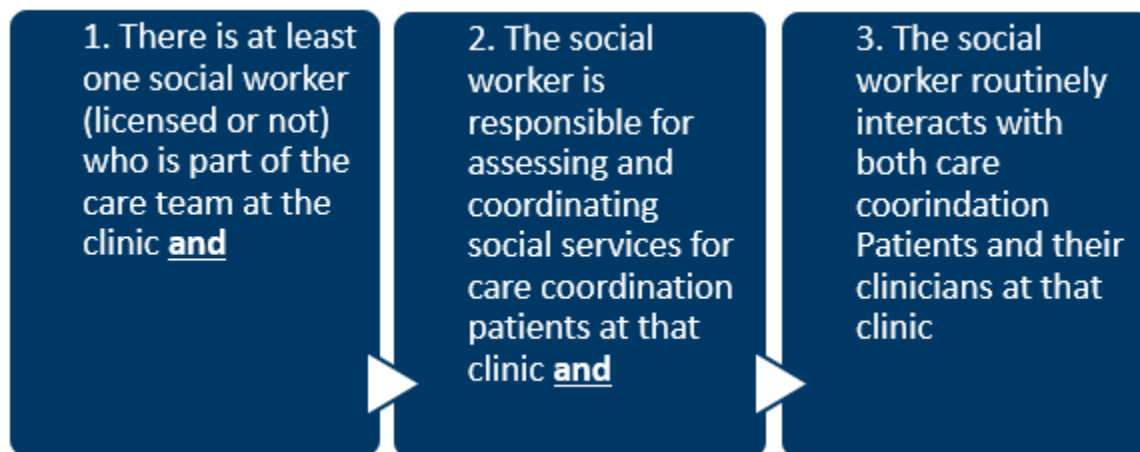 1. There is at least
one social worker
(licensed or not)
who is part of the
care team at the
clinic and
2. The social
worker is
responsible for
assessing and
coordinating
social services for
care coordination
patients at that
clinic and
3. The social
worker routinely
interacts with
both care
coorindation
Patients and their
clinicians at that
clinic